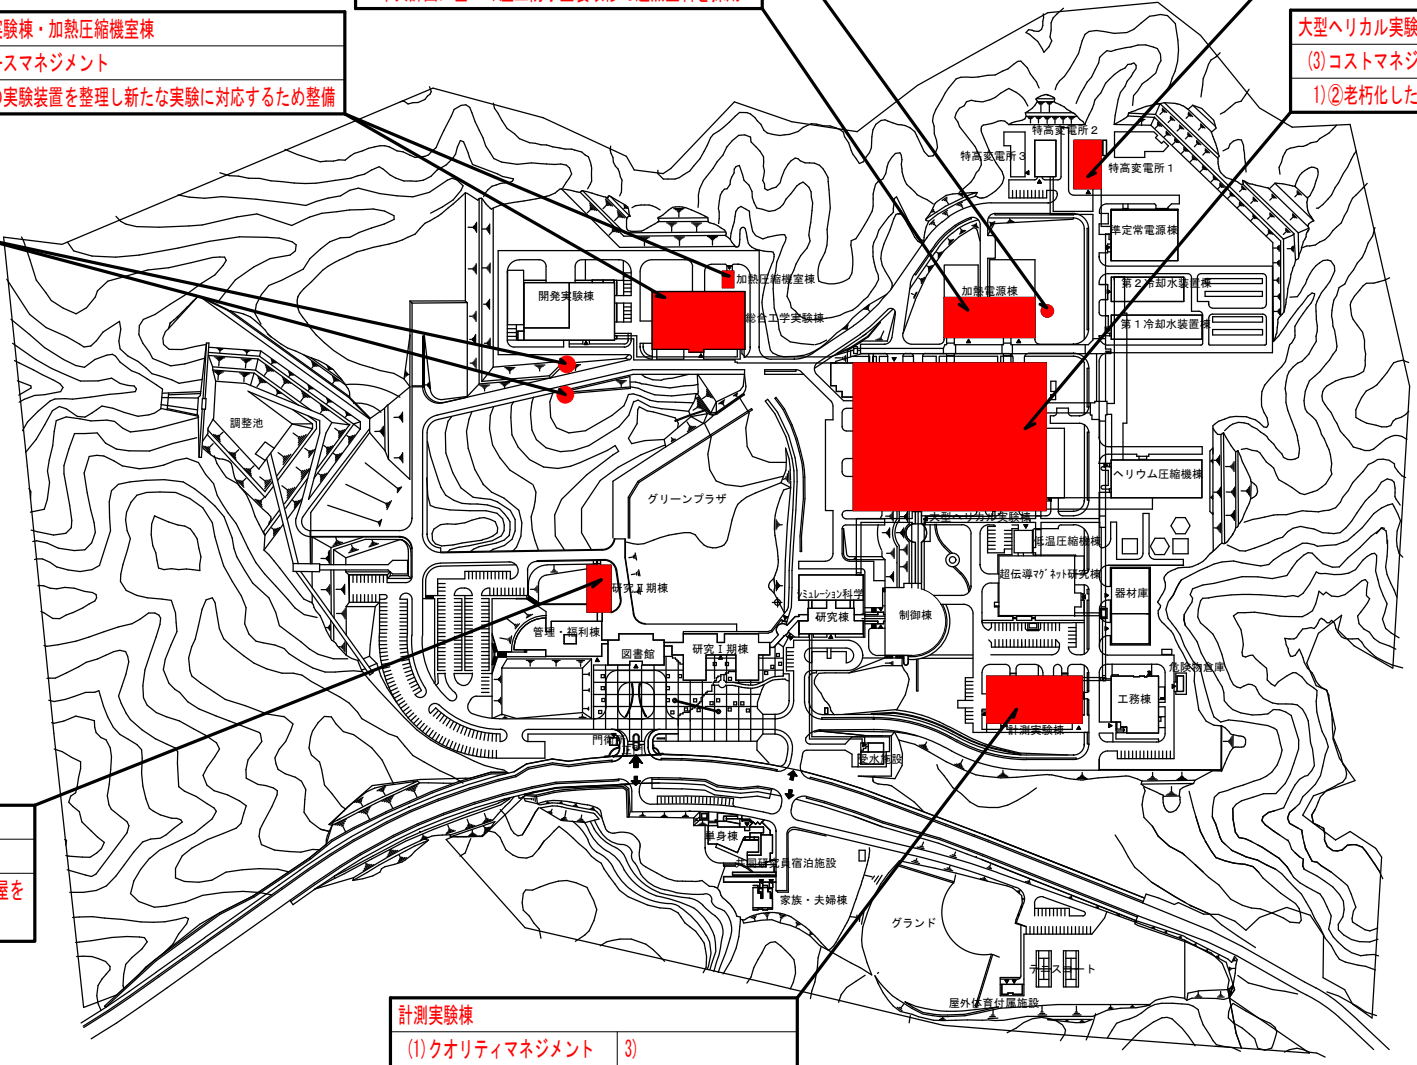 実験棟・加熱圧縮機室棟
スマネジメント
の実験装置を整理し新たな実験に対応するため整備
大型ヘリカル実験
(3)コストマネジ
1)②老朽化した
特高変電所２
特高変電所３
特高変電所１
準定常電源棟
加熱圧縮機室棟
開発実験棟
加熱電源棟
第２冷却水装置棟
総合工学実験棟
第１冷却水装置棟
調整池
ヘリウム圧縮機棟
グリーンプラザ
大型ヘリカル実験棟
低温圧縮機棟
超伝導マグネット研究棟
研究Ⅱ期棟
シミュレーション科学
研究棟
制御棟
器材庫
管理・福利棟
図書館
研究Ⅰ期棟
危険物倉庫
工務棟
計測実験棟
門衛
受水施設
単身棟
共同研究員宿泊施設
家族・夫婦棟
屋を
グランド
テニスコート
屋外体育付属施設
計測実験棟
(1)クオリティマネジメント 3)